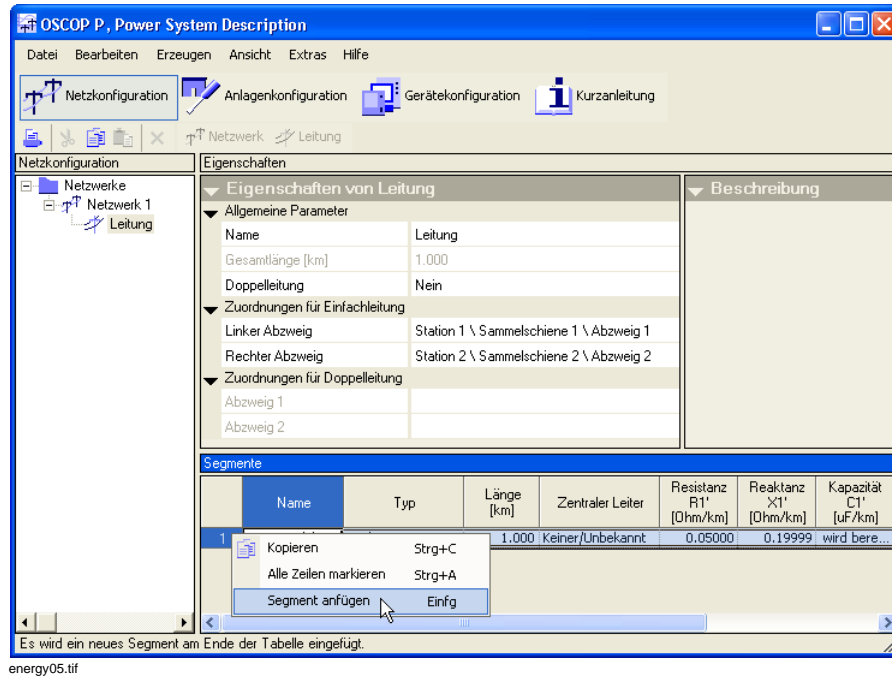 OSCOP P, Power System Description
Datei Bearbeiten Erzeugen Ansicht Extras Hilfe
Netzkonfiguration Anlagenkonfiguration Gerätekonfiguration Kurzanleitung
Netzwerk Leitung
Netzkonfiguration Eigenschaften
Netzwerke
Netzwerk 1
Leitung
Eigenschaften von Leitung
Allgemeine Parameter
Name Leitung
Gesamtlänge [km] 1.000
Doppelleitung Nein
Zuordnungen für Einfachleitung
Linker Abzweig Station 1 \ Sammelschiene 1 \ Abzweig 1
Rechter Abzweig Station 2 \ Sammelschiene 2 \ Abzweig 2
Zuordnungen für Doppelleitung
Abzweig 1
Abzweig 2
Beschreibung
Segmente
Name Typ Länge [km] Zentraler Leiter Resistanz R1' [Ohm/km] Reaktanz X1' [Ohm/km] Kapazität C1' [uF/km]
1 1.000 Keiner/Unbekannt 0.05000 0.19999 wird bere...
Kopieren Strg+C
Alle Zeilen markieren Strg+A
Segment anfügen Einfg
Es wird ein neues Segment am Ende der Tabelle eingefügt.
energy05.tif